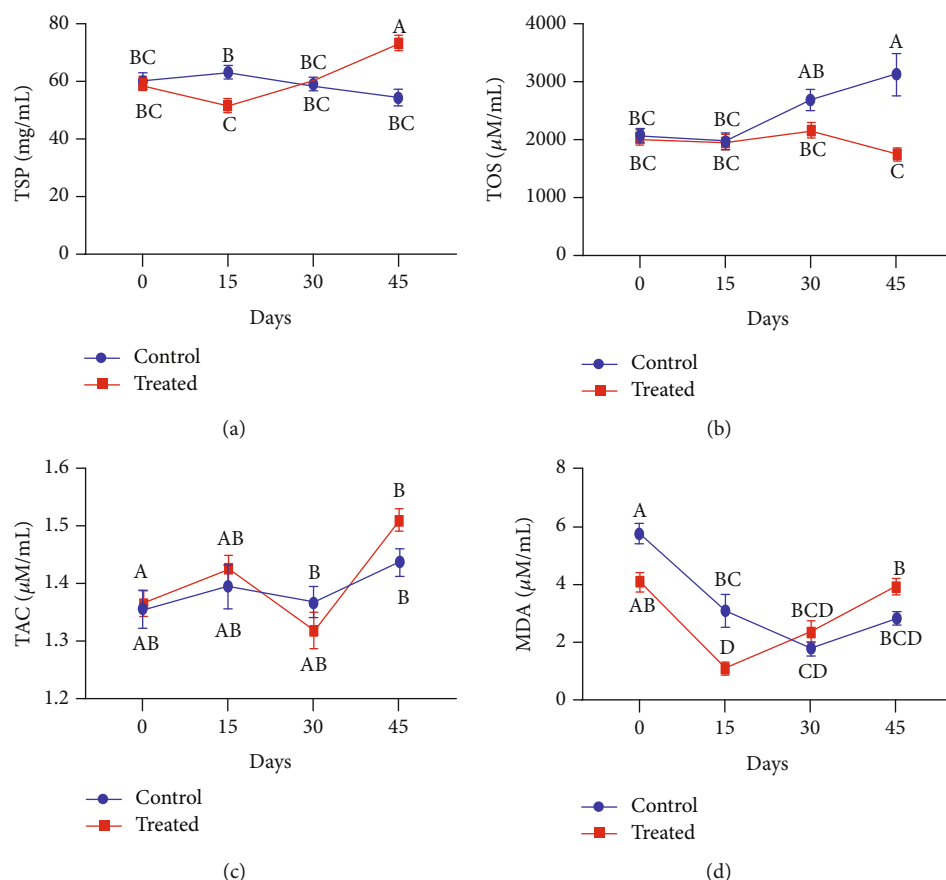 80
60
40
20
0
TSP (mg/mL)
BC
B
BC
A
BC
C
BC
BC
0
15
30
45
Days
Control
Treated
(a)
4000
3000
2000
1000
0
TOS (μM/mL)
BC
BC
AB
A
BC
BC
BC
C
0
15
30
45
Days
Control
Treated
(b)
1.6
1.5
1.4
1.3
1.2
TAC (μM/mL)
A
AB
B
B
AB
AB
AB
B
0
15
30
45
Days
Control
Treated
(c)
8
6
4
2
0
MDA (μM/mL)
A
BC
BCD
B
AB
D
CD
BCD
0
15
30
45
Days
Control
Treated
(d)